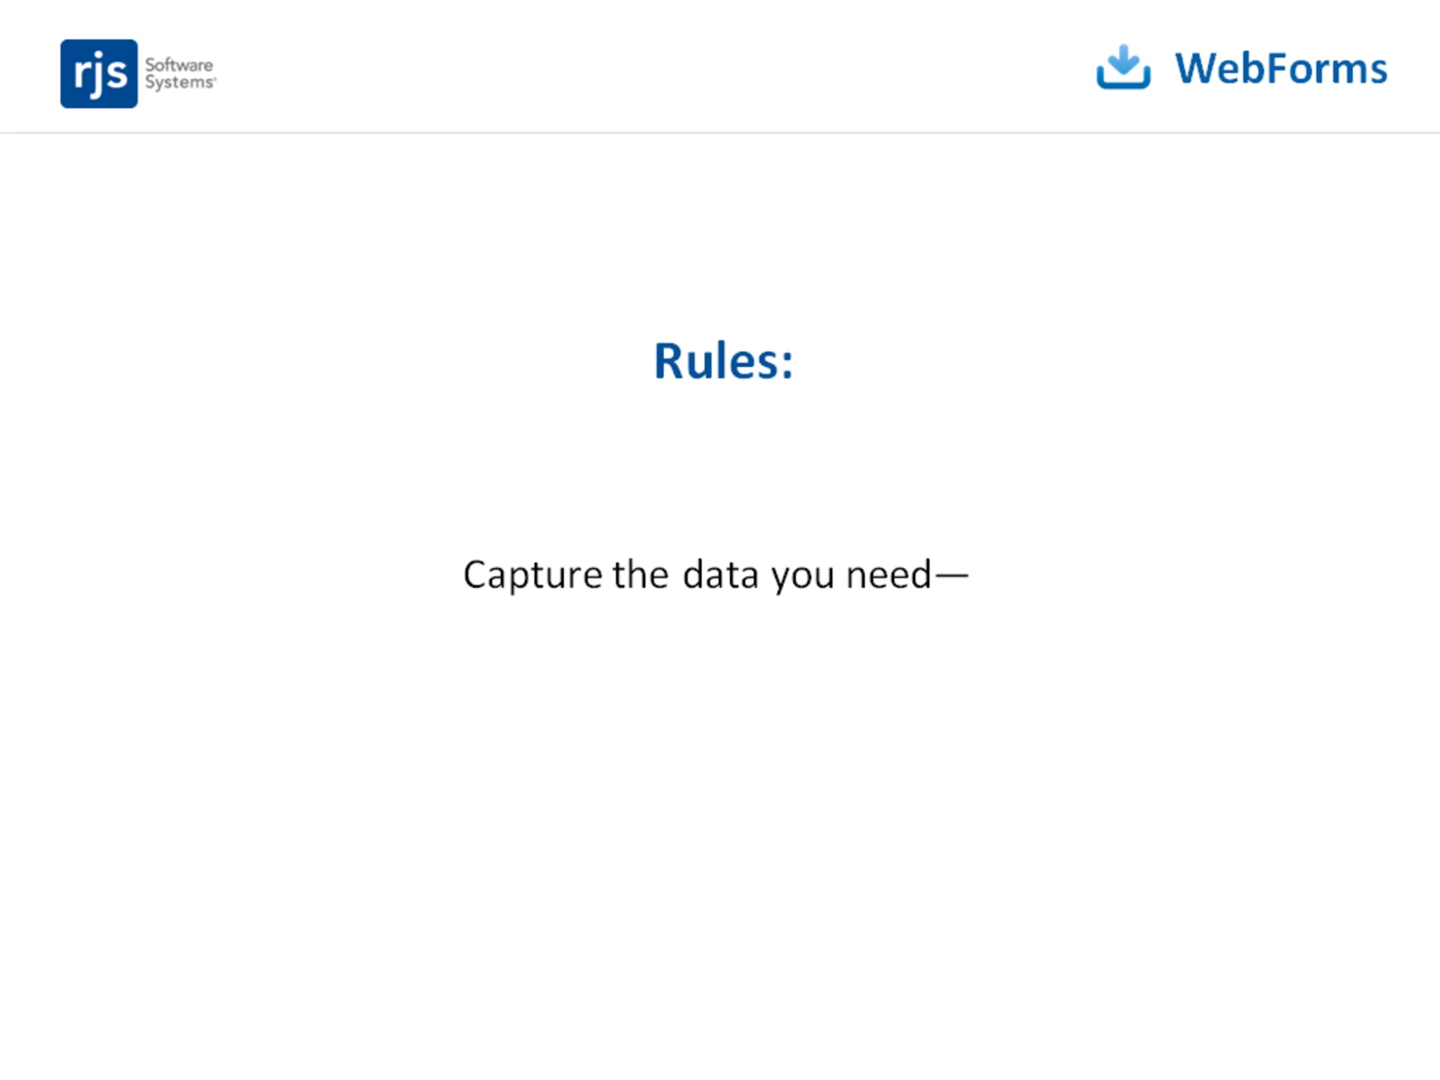 rjs Software
Systems
WebForms
Rules:
Capture the data you need—